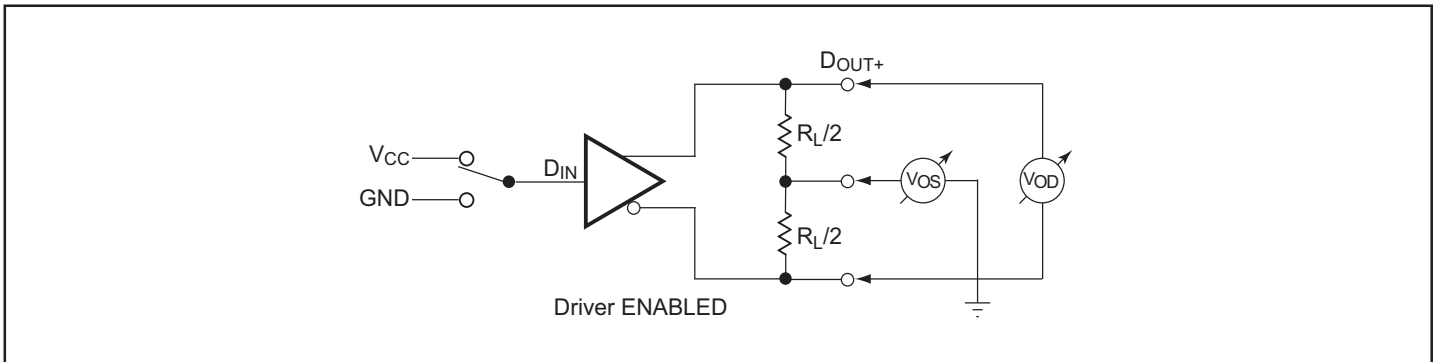 DOUT+
RL/2
VCC
DIN
VOS
VOD
GND
RL/2
Driver ENABLED